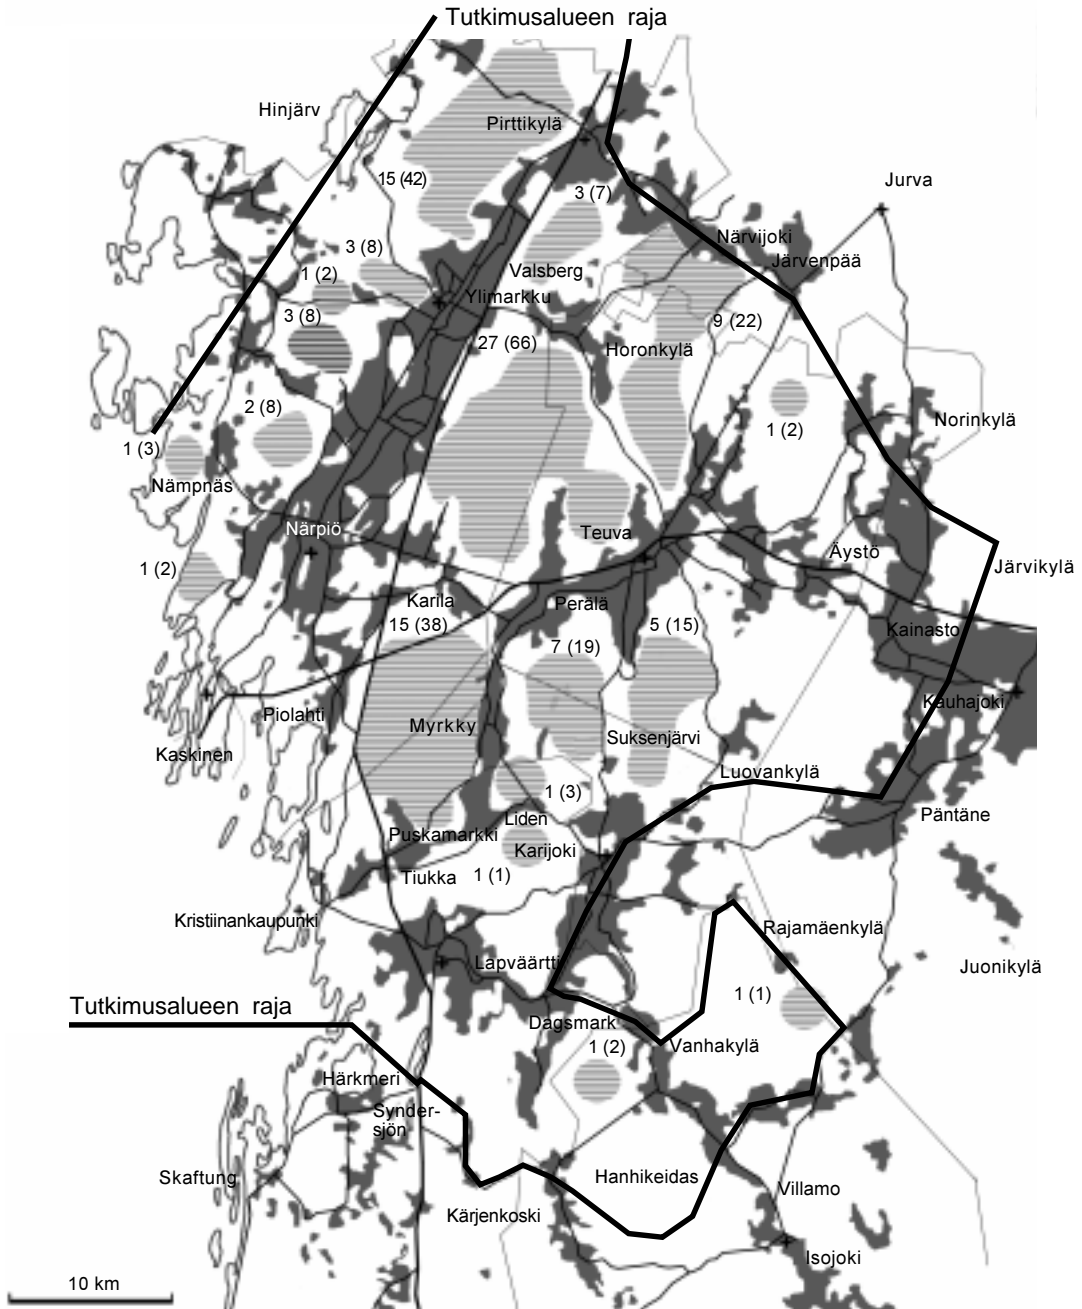 Tutkimusalueen raja
Hinjärv
Pirttikylä
15 (42)
3 (7)
Jurva
Närvijoki
3 (8)
Järvenpää
1 (2)
Valsberg
Ylimarkku
3 (8)
9 (22)
27 (66)
Horonkylä
2 (8)
1 (2)
Norinkylä
1 (3)
Nämpnäs
Närpiö
Teuva
Äystö
1 (2)
Järvikylä
Karila
Perälä
15 (38)
5 (15)
Kainasto
7 (19)
Kauhajoki
Piolahti
Myrkky
Suksenjärvi
Kaskinen
Luovankylä
1 (3)
Päntäne
Liden
Puskamarkki
Karijoki
Tiukka
1 (1)
Kristiinankaupunki
Rajamäenkylä
Lapväärtti
Juonikylä
1 (1)
Tutkimusalueen raja
Dagsmark
1 (2)
Vanhakylä
Härkmeri
Synder-
sjön
Skaftung
Hanhikeidas
Villamo
Kärjenkoski
Isojoki
10 km